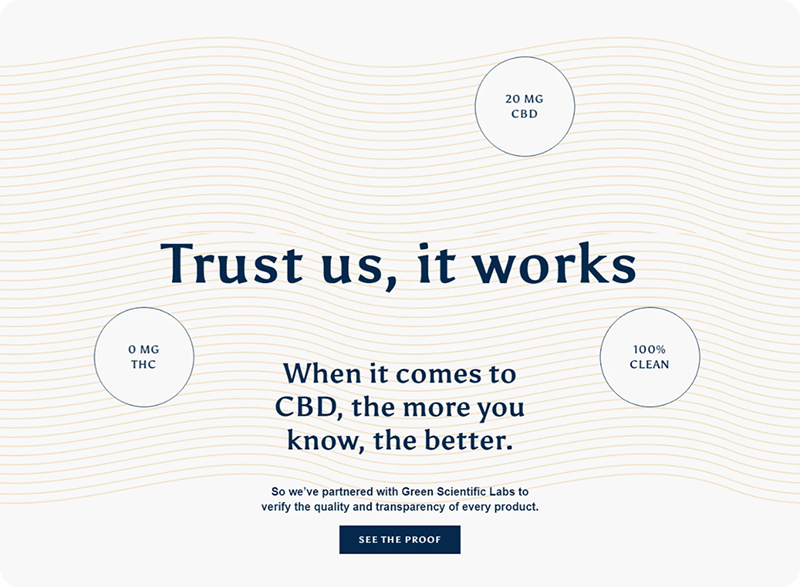 20 MG
CBD
Trust us, it works
0 MG
THC
100%
CLEAN
When it comes to
CBD, the more you
know, the better.
So we've partnered with Green Scientific Labs to
verify the quality and transparency of every product.
SEE THE PROOF